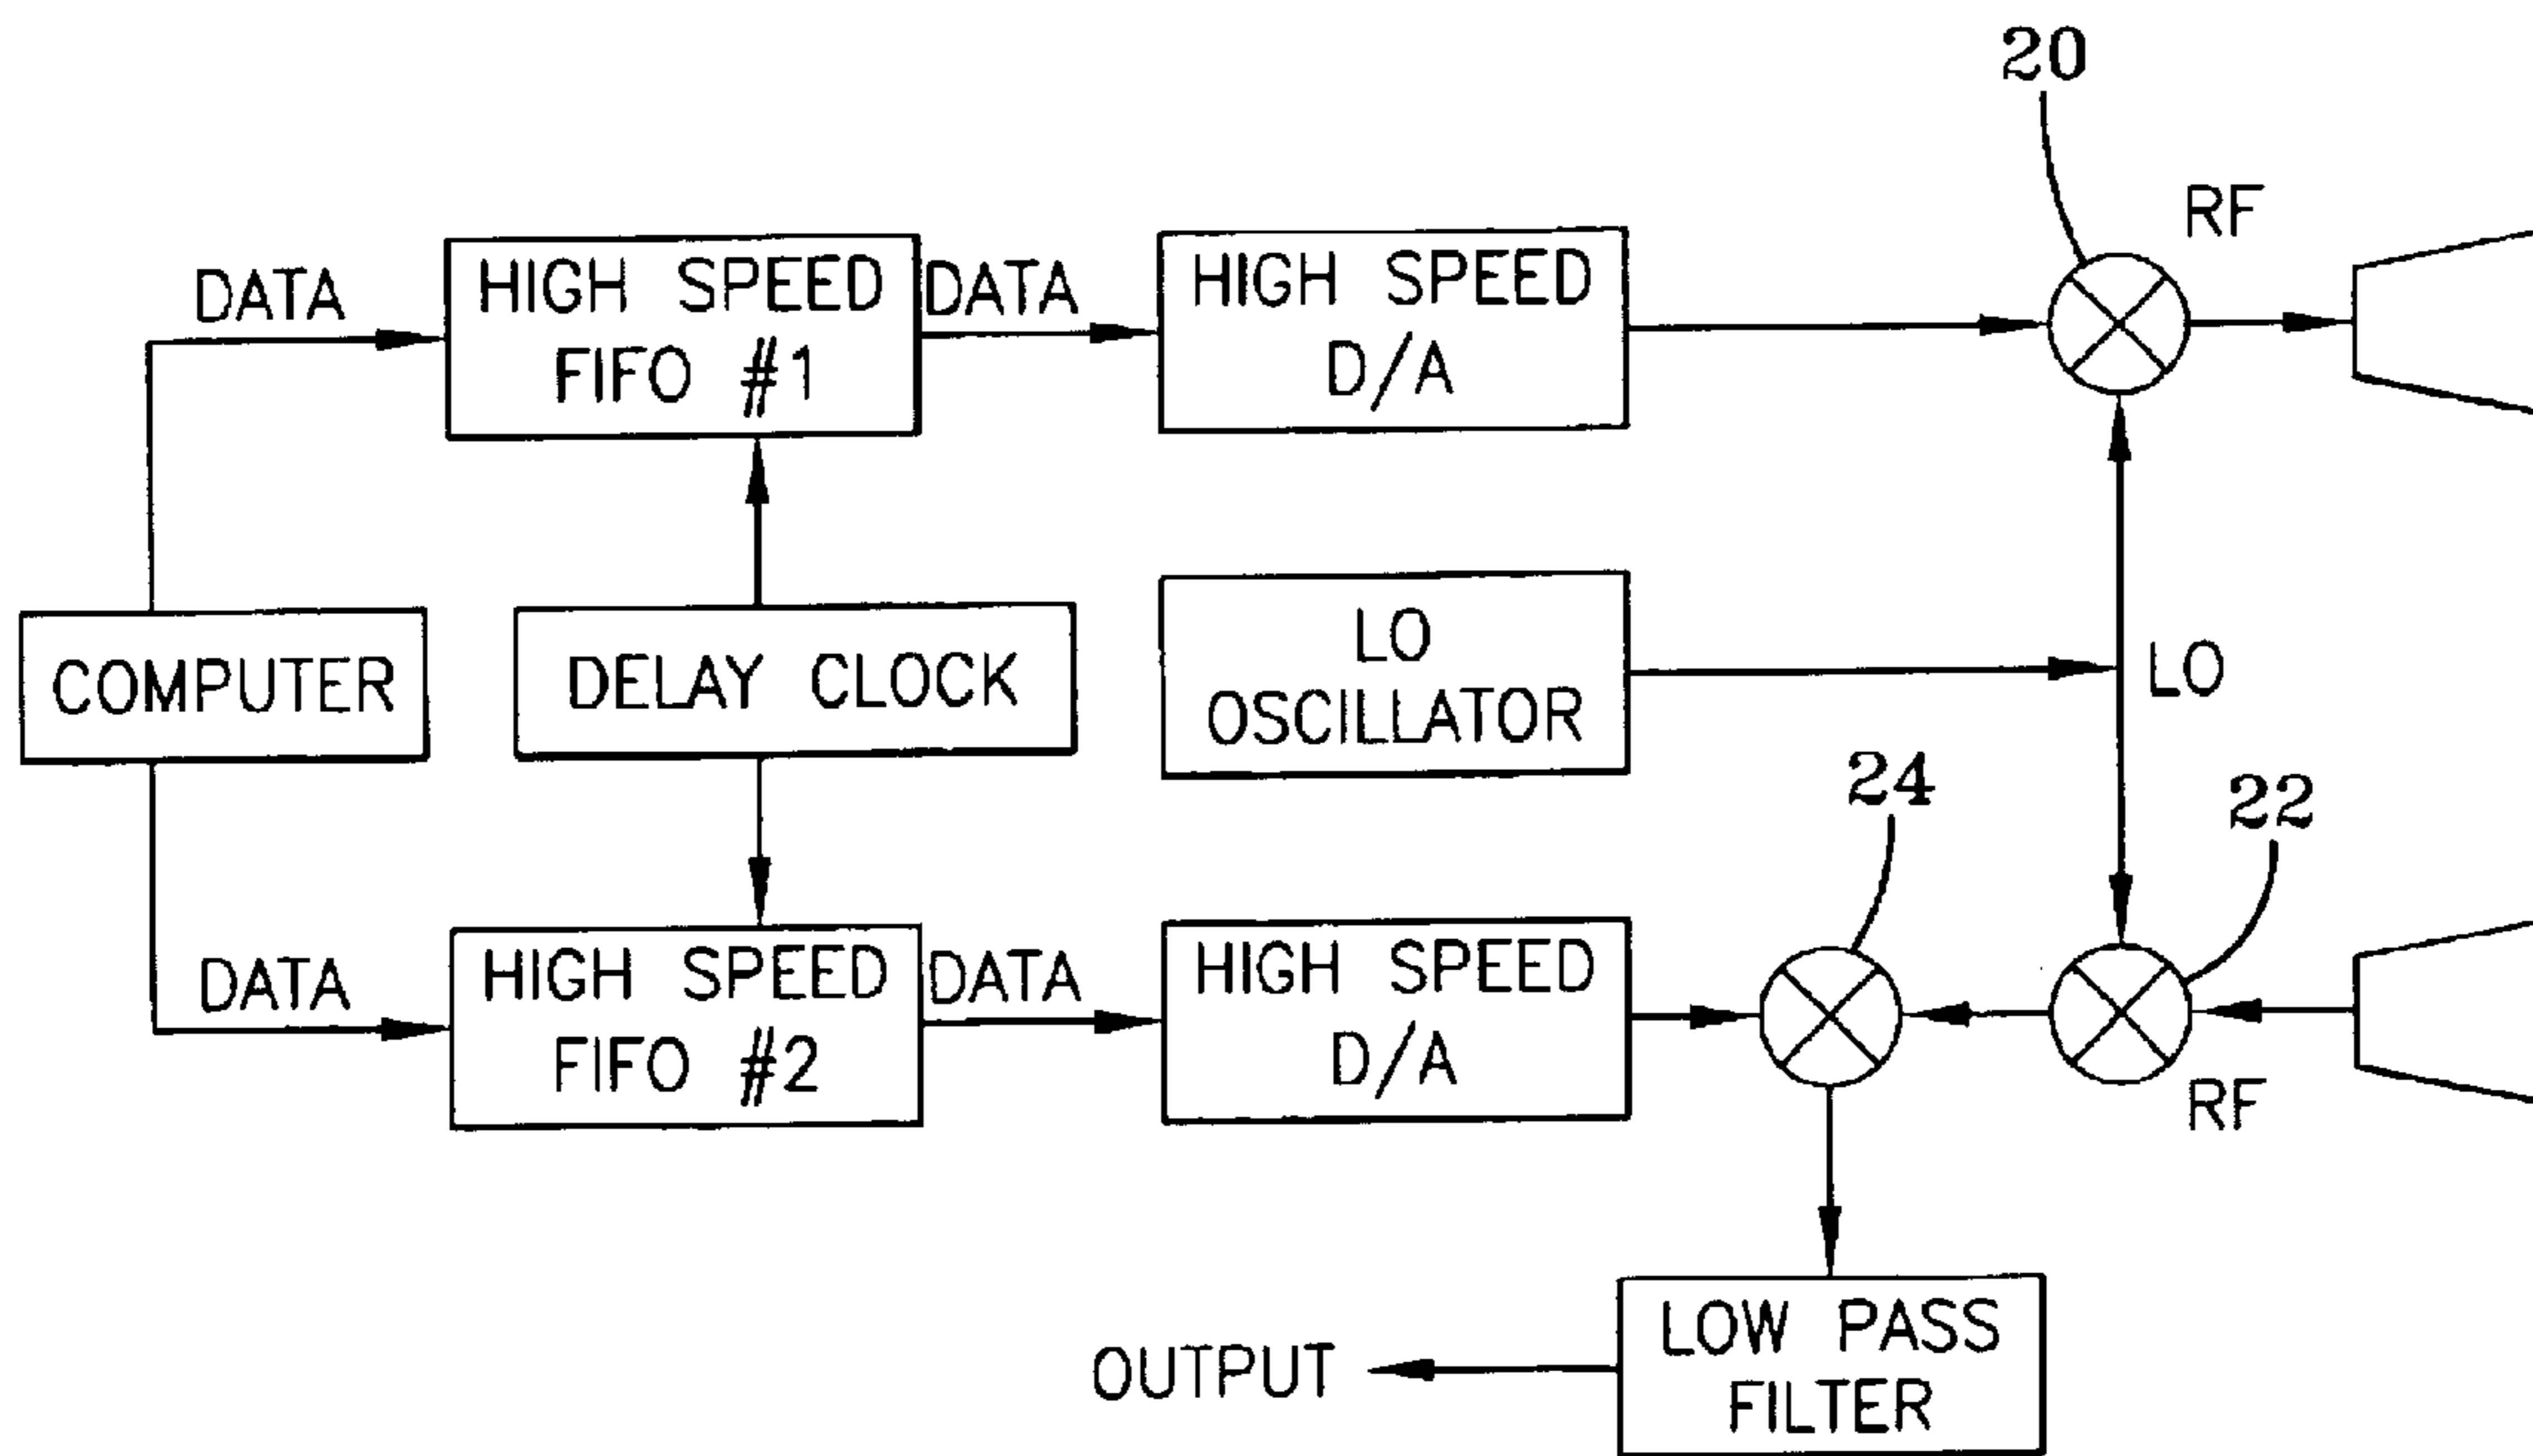 20
RF
DATA
HIGH SPEED
FIFO #1
DATA
HIGH SPEED
D/A
COMPUTER
DELAY CLOCK
LO
OSCILLATOR
LO
24
22
DATA
HIGH SPEED
FIFO #2
DATA
HIGH SPEED
D/A
RF
OUTPUT
LOW PASS
FILTER